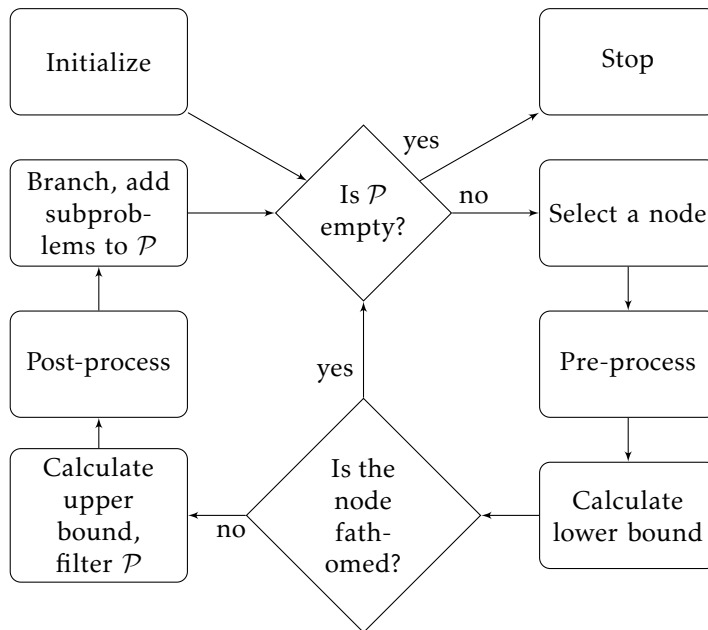 Initialize
Stop
yes
Branch, add
subprob-
lems to 𝒫
Is 𝒫
empty?
no
Select a node
Post-process
Pre-process
yes
Calculate
upper
bound,
filter 𝒫
no
Is the
node
fath-
omed?
Calculate
lower bound